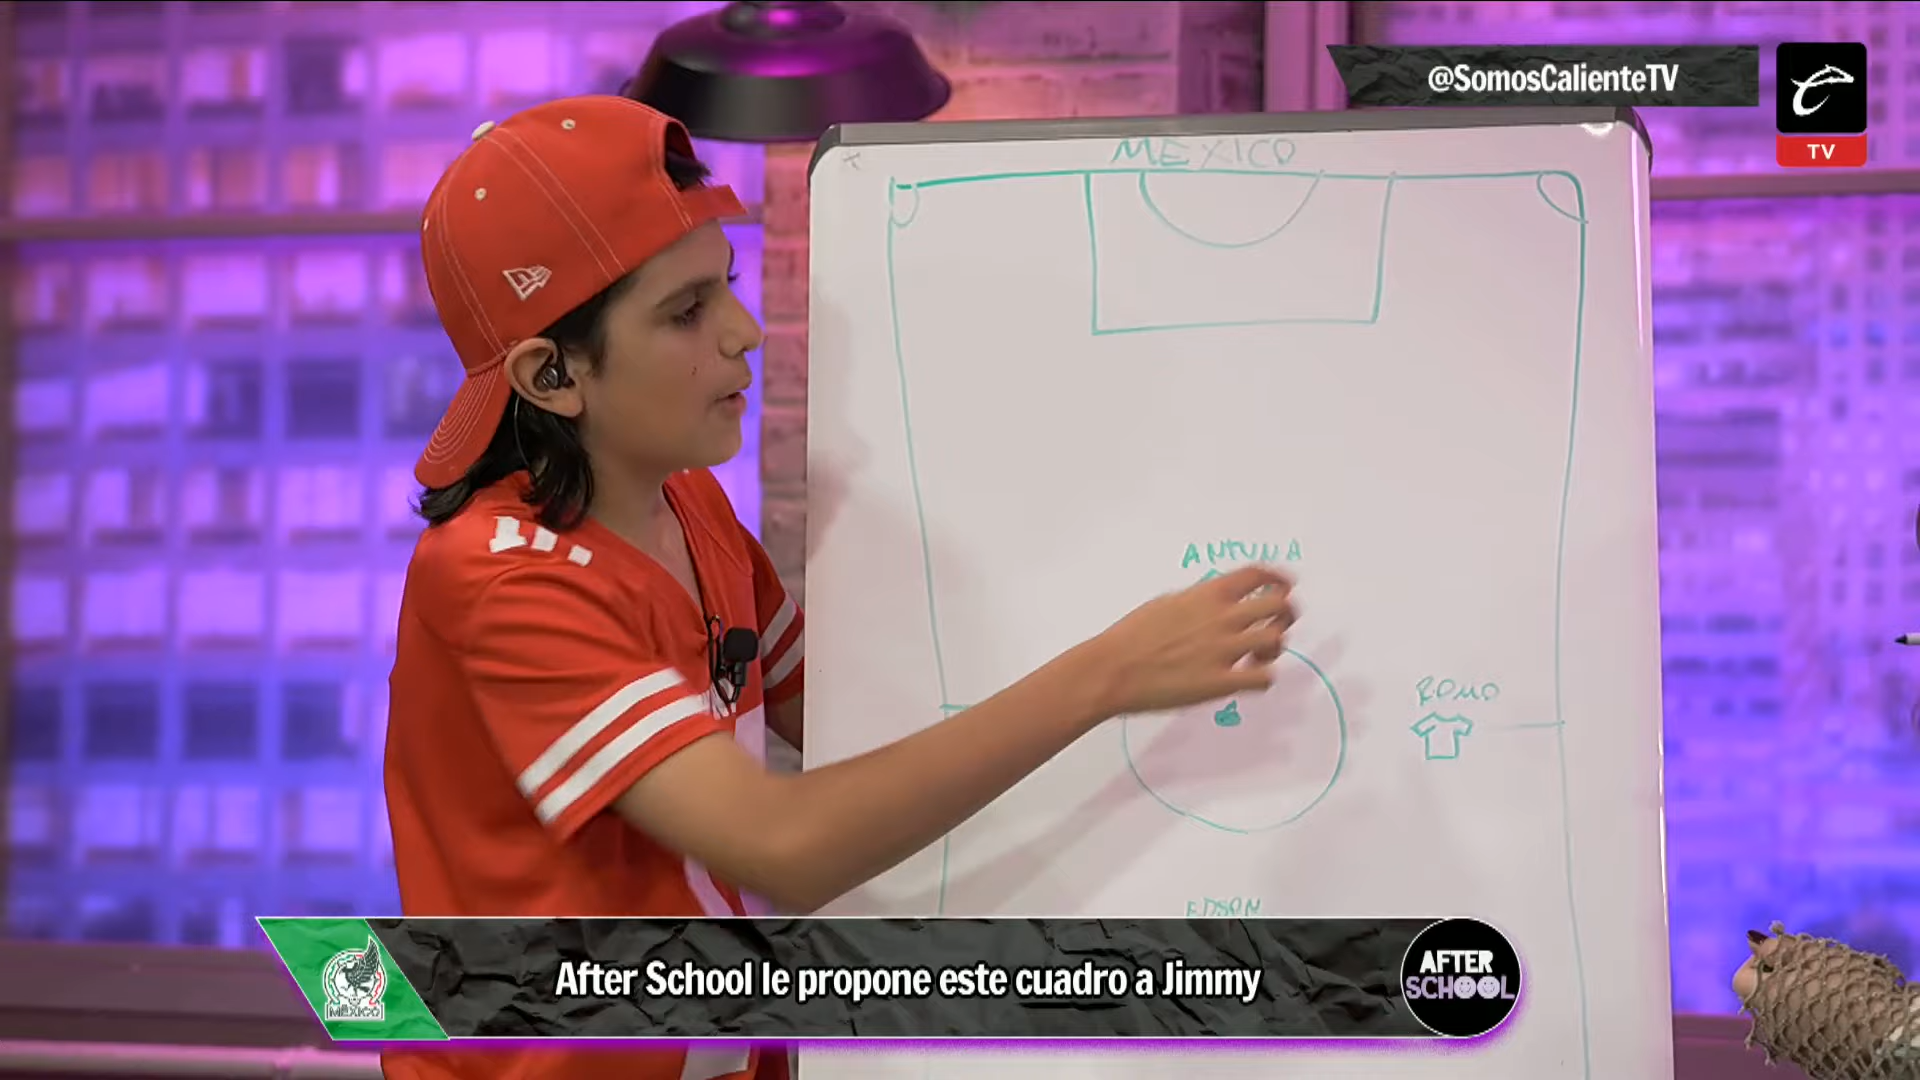 @SomosCalienteTV
TV
MEXICO
ANTUNA
ROMO
EDSON
After School le propone este cuadro a Jimmy
AFTER
SCHOOL
MÉXICO